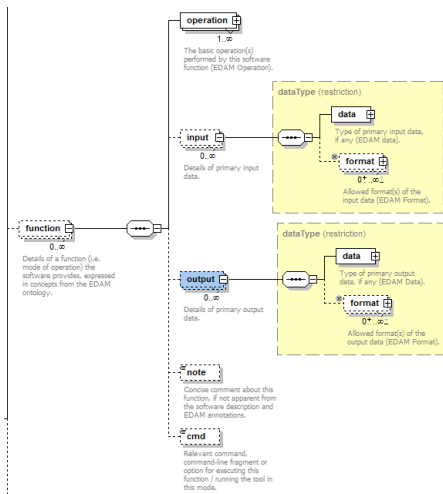 operation
1..∞
The basic operation(s)
performed by this software
function (EDAM Operation).
dataType (restriction)
data
Type of primary input data,
if any (EDAM data).
input
0..∞
Details of primary input
data.
format
0..∞
Allowed format(s) of the
input data (EDAM Format).
function
0..∞
Details of a function (i.e.
mode of operation) the
software provides, expressed
in concepts from the EDAM
ontology.
dataType (restriction)
data
Type of primary output
data, if any (EDAM Data).
output
0..∞
Details of primary output
data.
format
0..∞
Allowed format(s) of the
output data (EDAM Format).
note
Concise comment about this
function, if not apparent from
the software description and
EDAM annotations.
cmd
Relevant command,
command-line fragment or
option for executing this
function / running the tool in
this mode.